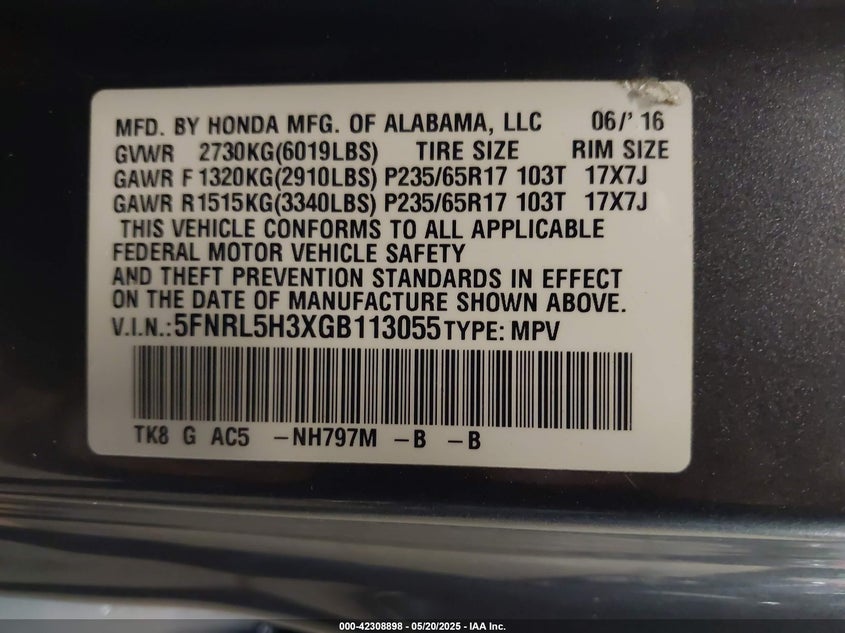 MFD. BY HONDA MFG. OF ALABAMA, LLC 06/' 16
GVWR 2730KG(6019LBS) TIRE SIZE RIM SIZE
GAWR F 1320KG(2910LBS) P235/65R17 103T 17X7J
GAWR R 1515KG(3340LBS) P235/65R17 103T 17X7J
THIS VEHICLE CONFORMS TO ALL APPLICABLE
FEDERAL MOTOR VEHICLE SAFETY
AND THEFT PREVENTION STANDARDS IN EFFECT
ON THE DATE OF MANUFACTURE SHOWN ABOVE.
V.I.N.:5FNRL5H3XGB113055 TYPE: MPV
TK8 G AC5 -NH797M -B -B
000-42308898 - 05/20/2025 - IAA Inc.